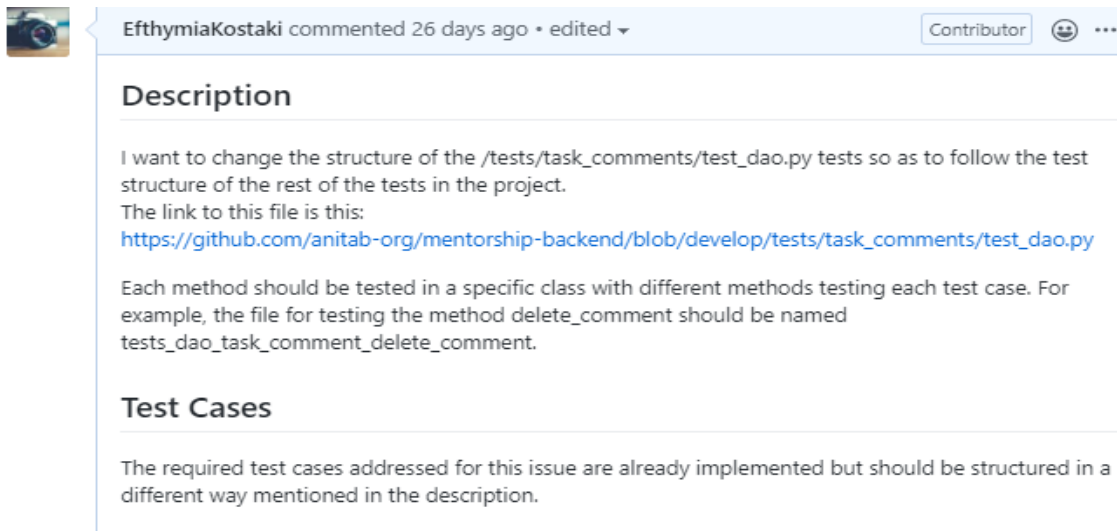 EfthymiaKostaki commented 26 days ago • edited
Contributor
Description
I want to change the structure of the /tests/task_comments/test_dao.py tests so as to follow the test
structure of the rest of the tests in the project.
The link to this file is this:
https://github.com/anitab-org/mentorship-backend/blob/develop/tests/task_comments/test_dao.py
Each method should be tested in a specific class with different methods testing each test case. For
example, the file for testing the method delete_comment should be named
tests_dao_task_comment_delete_comment.
Test Cases
The required test cases addressed for this issue are already implemented but should be structured in a
different way mentioned in the description.